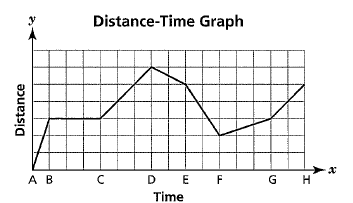 y
Distance-Time Graph
Distance
x
A B C D E F G H
Time